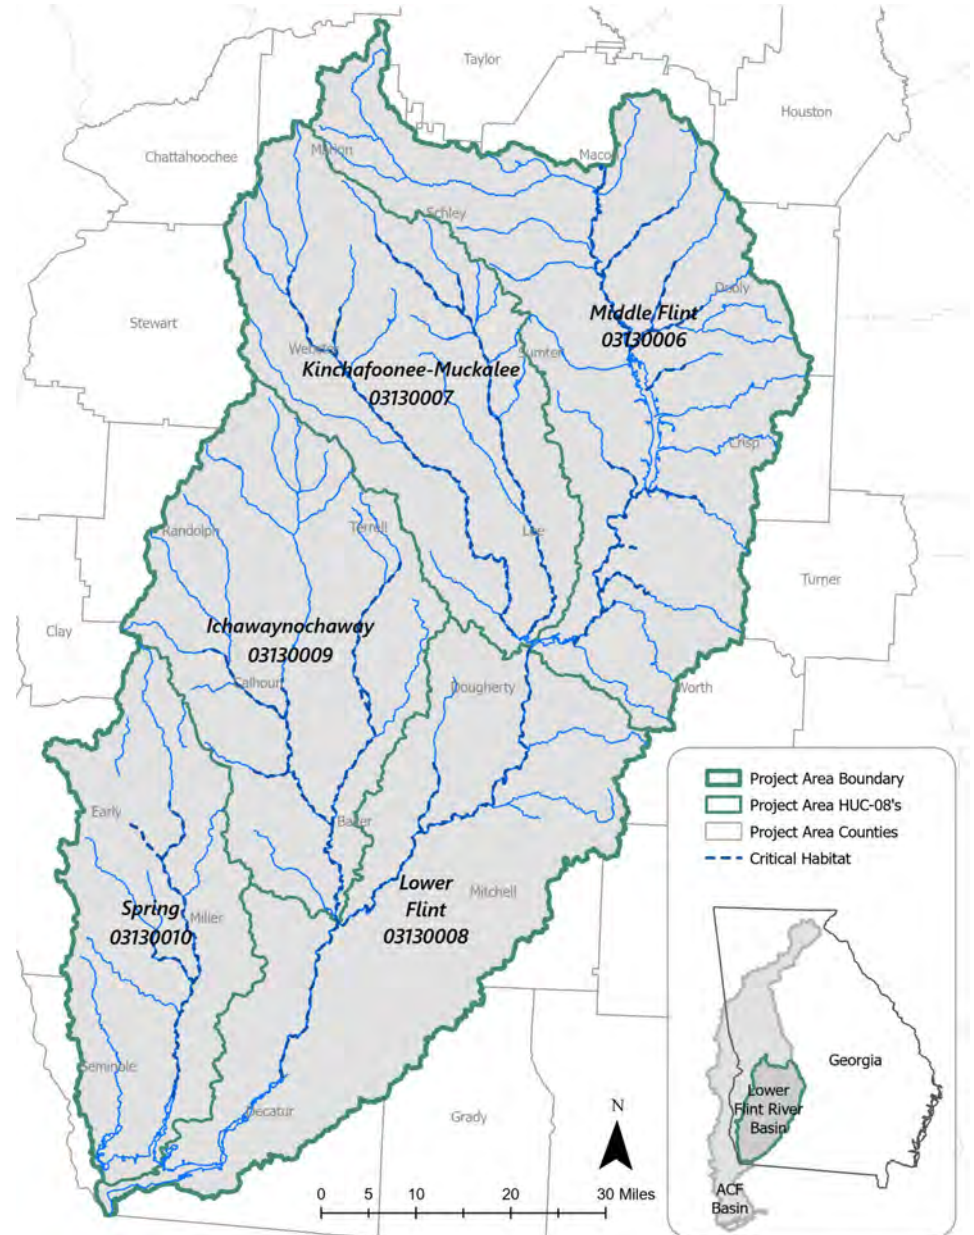 Taylor
Houston
Macon
Chattahoochee
Marion
Schley
Dooly
Stewart
Middle Flint
03130006
Webster
Sumter
Kinchafoonee-Muckalee
03130007
Crisp
Randolph
Terrell
Lee
Turner
Clay
Ichawaynochaway
03130009
Calhoun
Dougherty
Worth
Early
Baker
Lower
Flint
03130008
Mitchell
Spring
03130010
Miller
Seminole
Decatur
Grady
N
0 5 10 20 30 Miles
Project Area Boundary
Project Area HUC-08's
Project Area Counties
Critical Habitat
Georgia
Lower
Flint River
Basin
ACF
Basin